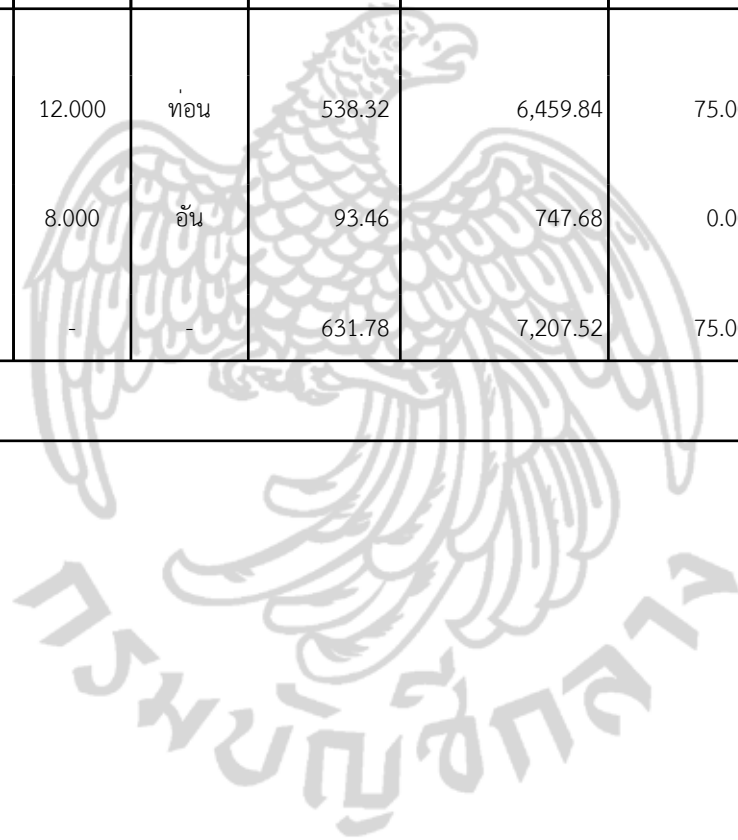 12.000 ท่อน 538.32 6,459.84 75.0
8.000 อัน 93.46 747.68 0.0
- - 631.78 7,207.52 75.0
กรมบัญชีกลาง